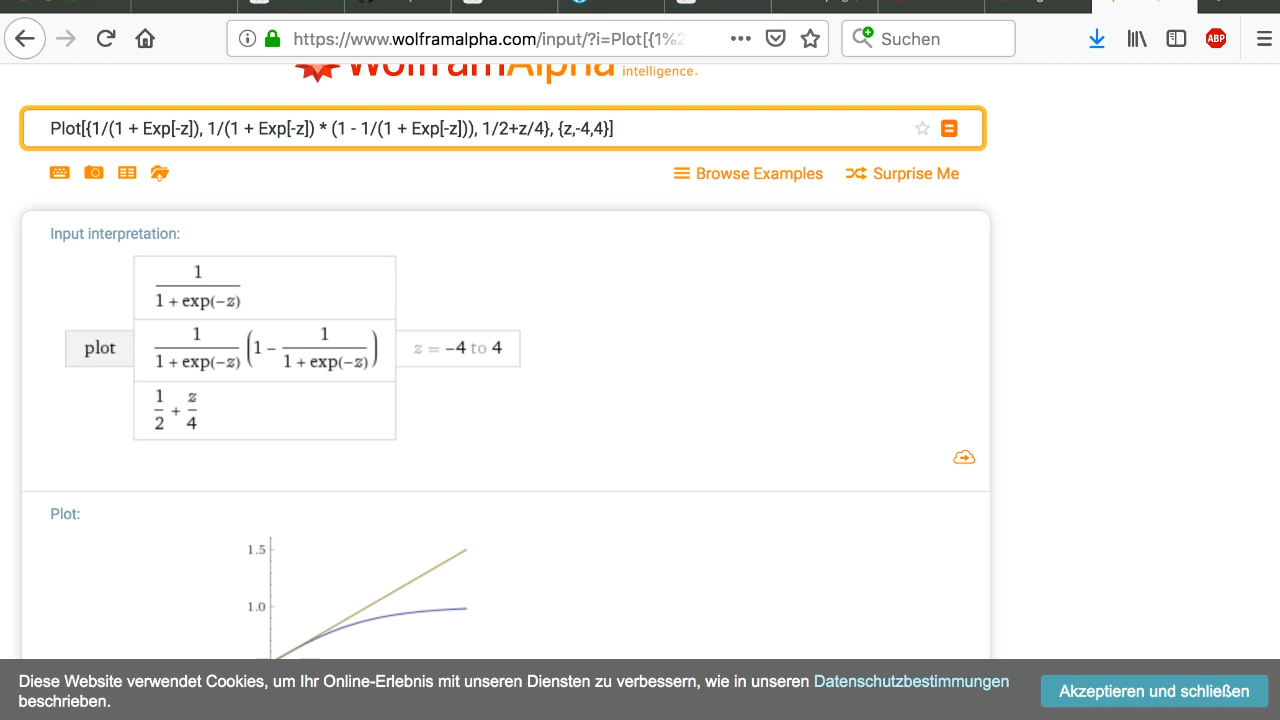 https://www.wolframalpha.com/input/?i=Plot[{1%2
Suchen
ABP
WolframAlpha
intelligence.
Plot[{1/(1 + Exp[-z]), 1/(1 + Exp[-z]) * (1 - 1/(1 + Exp[-z])), 1/2+z/4}, {z,-4,4}]
Browse Examples
Surprise Me
Input interpretation:
plot
1
1 + exp(−z)
1
1 + exp(−z)
(1 −
1
1 + exp(−z)
)
1
2
+
z
4
z = −4 to 4
Plot:
1.5
1.0
Diese Website verwendet Cookies, um Ihr Online-Erlebnis mit unseren Diensten zu verbessern, wie in unseren Datenschutzbestimmungen
beschrieben.
Akzeptieren und schließen